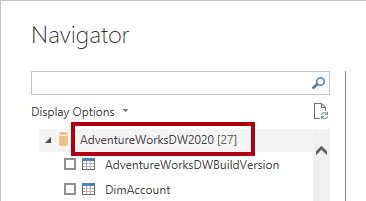 Navigator
Display Options
AdventureWorksDW2020 [27]
AdventureWorksDWBuildVersion
DimAccount